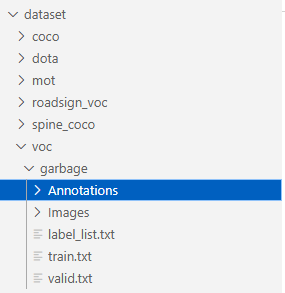 dataset
coco
dota
mot
roadsign_voc
spine_coco
voc
garbage
Annotations
Images
label_list.txt
train.txt
valid.txt